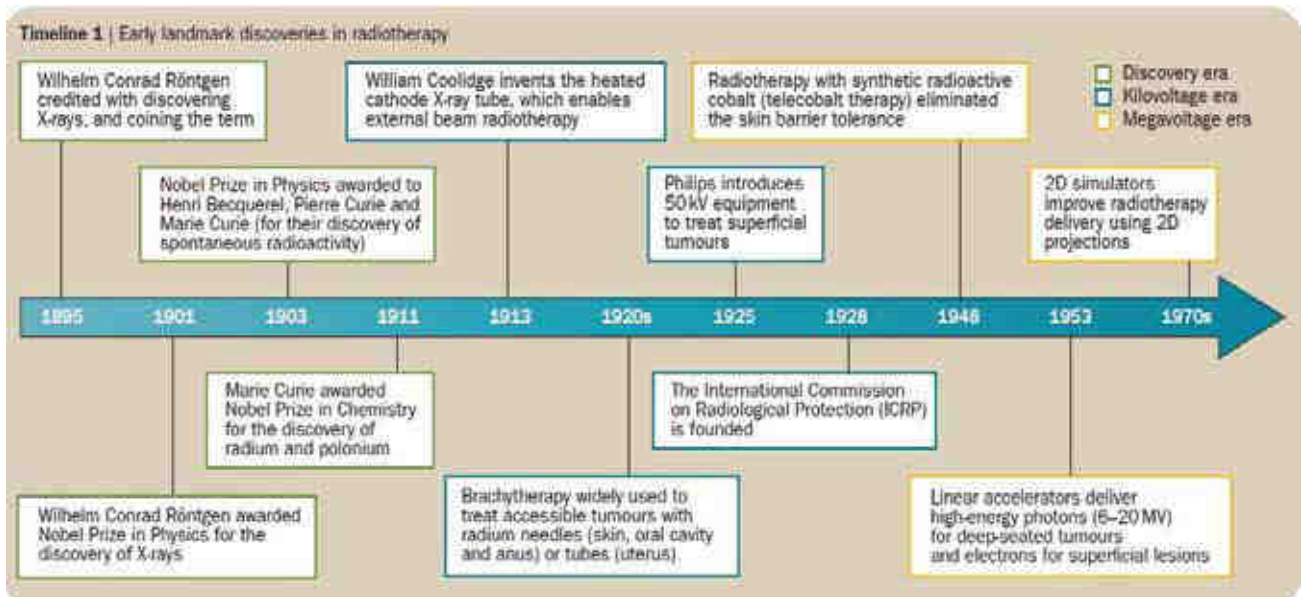 Timeline 1 | Early landmark discoveries in radiotherapy
Wilhelm Conrad Röntgen
credited with discovering
X-rays, and coining the term
William Coolidge invents the heated
cathode X-ray tube, which enables
external beam radiotherapy
Radiotherapy with synthetic radioactive
cobalt (telecobalt therapy) eliminated
the skin barrier tolerance
Discovery era
Kilovoltage era
Megavoltage era
Nobel Prize in Physics awarded to
Henri Becquerel, Pierre Curie and
Marie Curie (for their discovery of
spontaneous radioactivity)
Philips introduces
50 kV equipment
to treat superficial
tumours
2D simulators
improve radiotherapy
delivery using 2D
projections
1895 1901 1903 1911 1913 1920s 1925 1928 1948 1953 1970s
Marie Curie awarded
Nobel Prize in Chemistry
for the discovery of
radium and polonium
The International Commission
on Radiological Protection (ICRP)
is founded
Wilhelm Conrad Röntgen awarded
Nobel Prize in Physics for the
discovery of X-rays
Brachytherapy widely used to
treat accessible tumours with
radium needles (skin, oral cavity
and anus) or tubes (uterus)
Linear accelerators deliver
high-energy photons (6–20 MV)
for deep-seated tumours
and electrons for superficial lesions